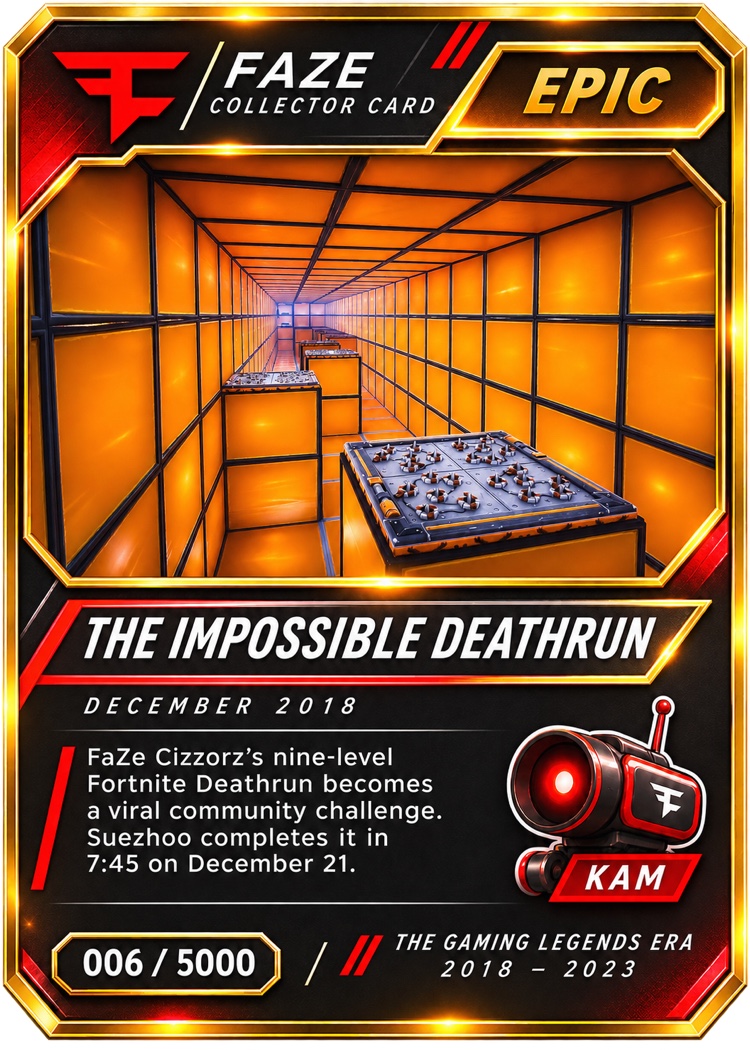 FAZE
COLLECTOR CARD
EPIC
THE IMPOSSIBLE DEATHRUN
DECEMBER 2018
FaZe Cizzorz’s nine-level
Fortnite Deathrun becomes
a viral community challenge.
Suezhoo completes it in
7:45 on December 21.
KAM
006 / 5000
THE GAMING LEGENDS ERA
2018 – 2023